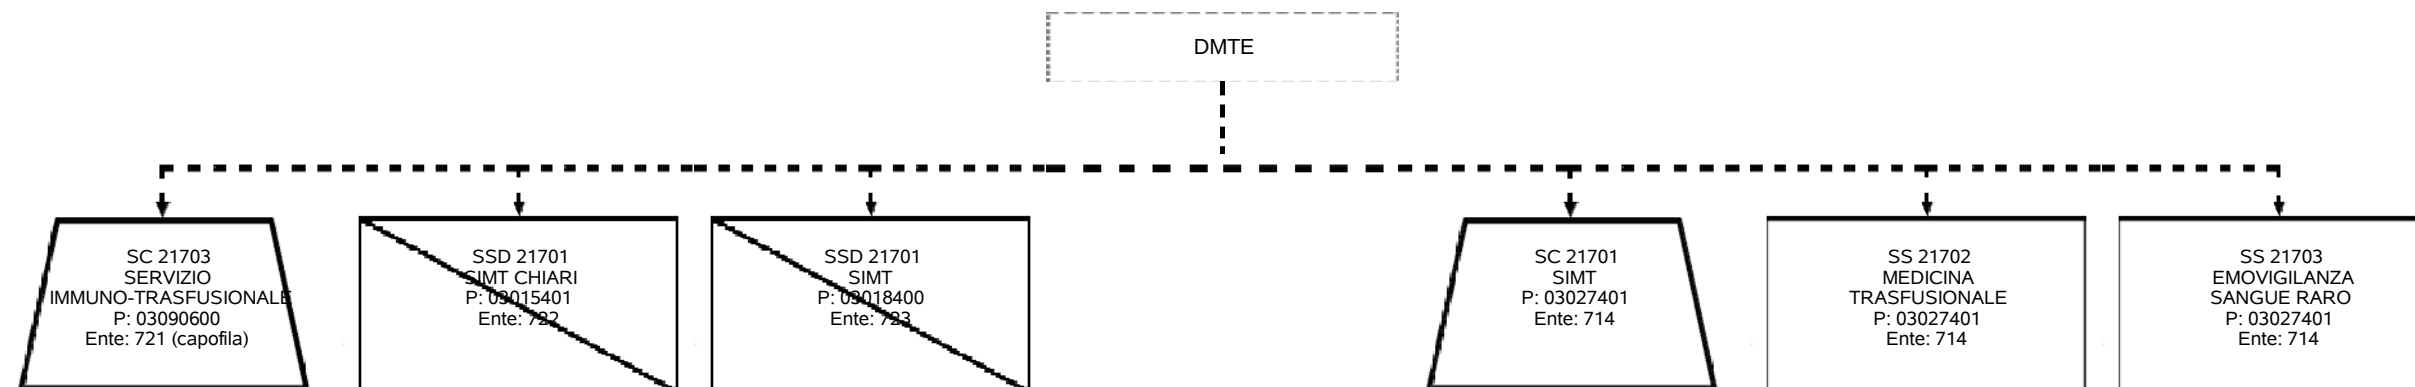 DMTE
SC 21703
SERVIZIO
IMMUNO-TRASFUSIONALE
P: 03090600
Ente: 721 (capofila)
SSD 21701
SIMT CHIARI
P: 03015401
Ente: 722
SSD 21701
SIMT
P: 03018400
Ente: 723
SC 21701
SIMT
P: 03027401
Ente: 714
SS 21702
MEDICINA
TRASFUSIONALE
P: 03027401
Ente: 714
SS 21703
EMOVIGILANZA
SANGUE RARO
P: 03027401
Ente: 714